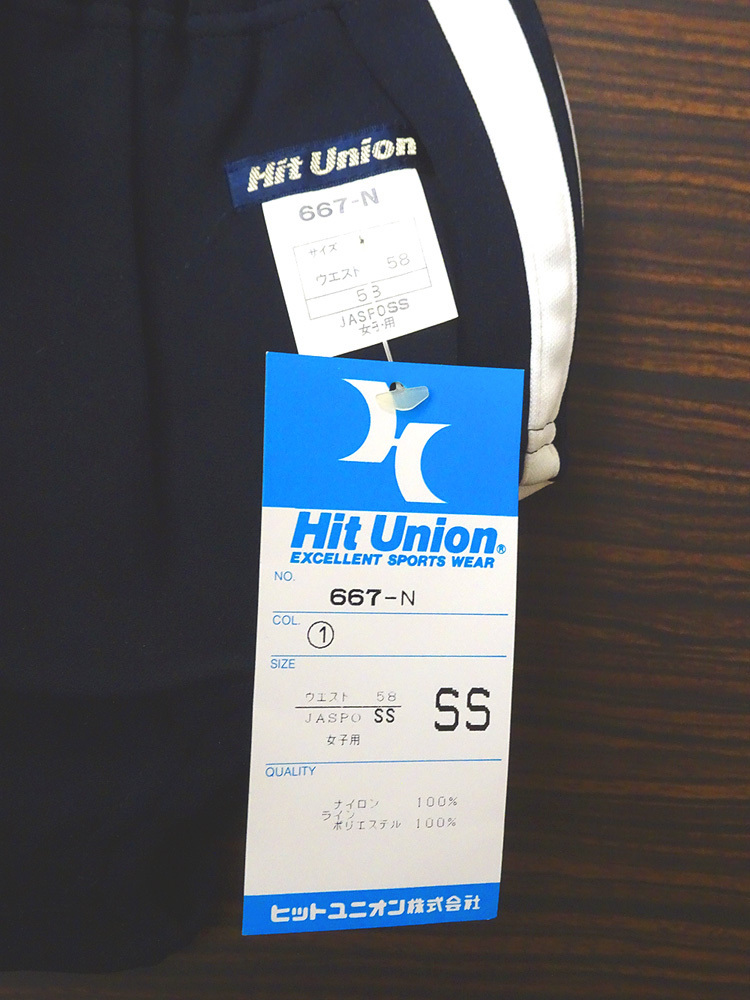 Hit Union
667-N
サイズ
ウエスト 58
58
JASPOSS
女子用
Hit Union®
EXCELLENT SPORTS WEAR
NO.
667-N
COL.
①
SIZE
ウエスト 58
JASPO SS
SS
女子用
QUALITY
ナイロン 100%
ライン
ポリエステル 100%
ヒットユニオン株式会社